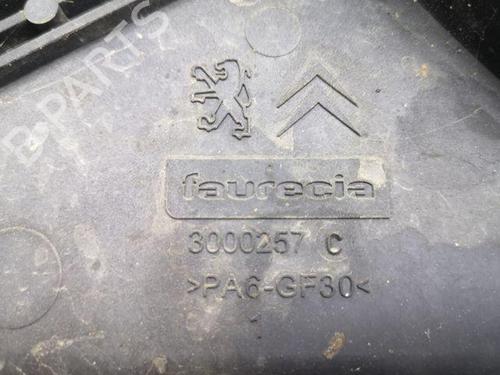 faurecia
3000257 C
>PA6-GF30<
B-PARTS